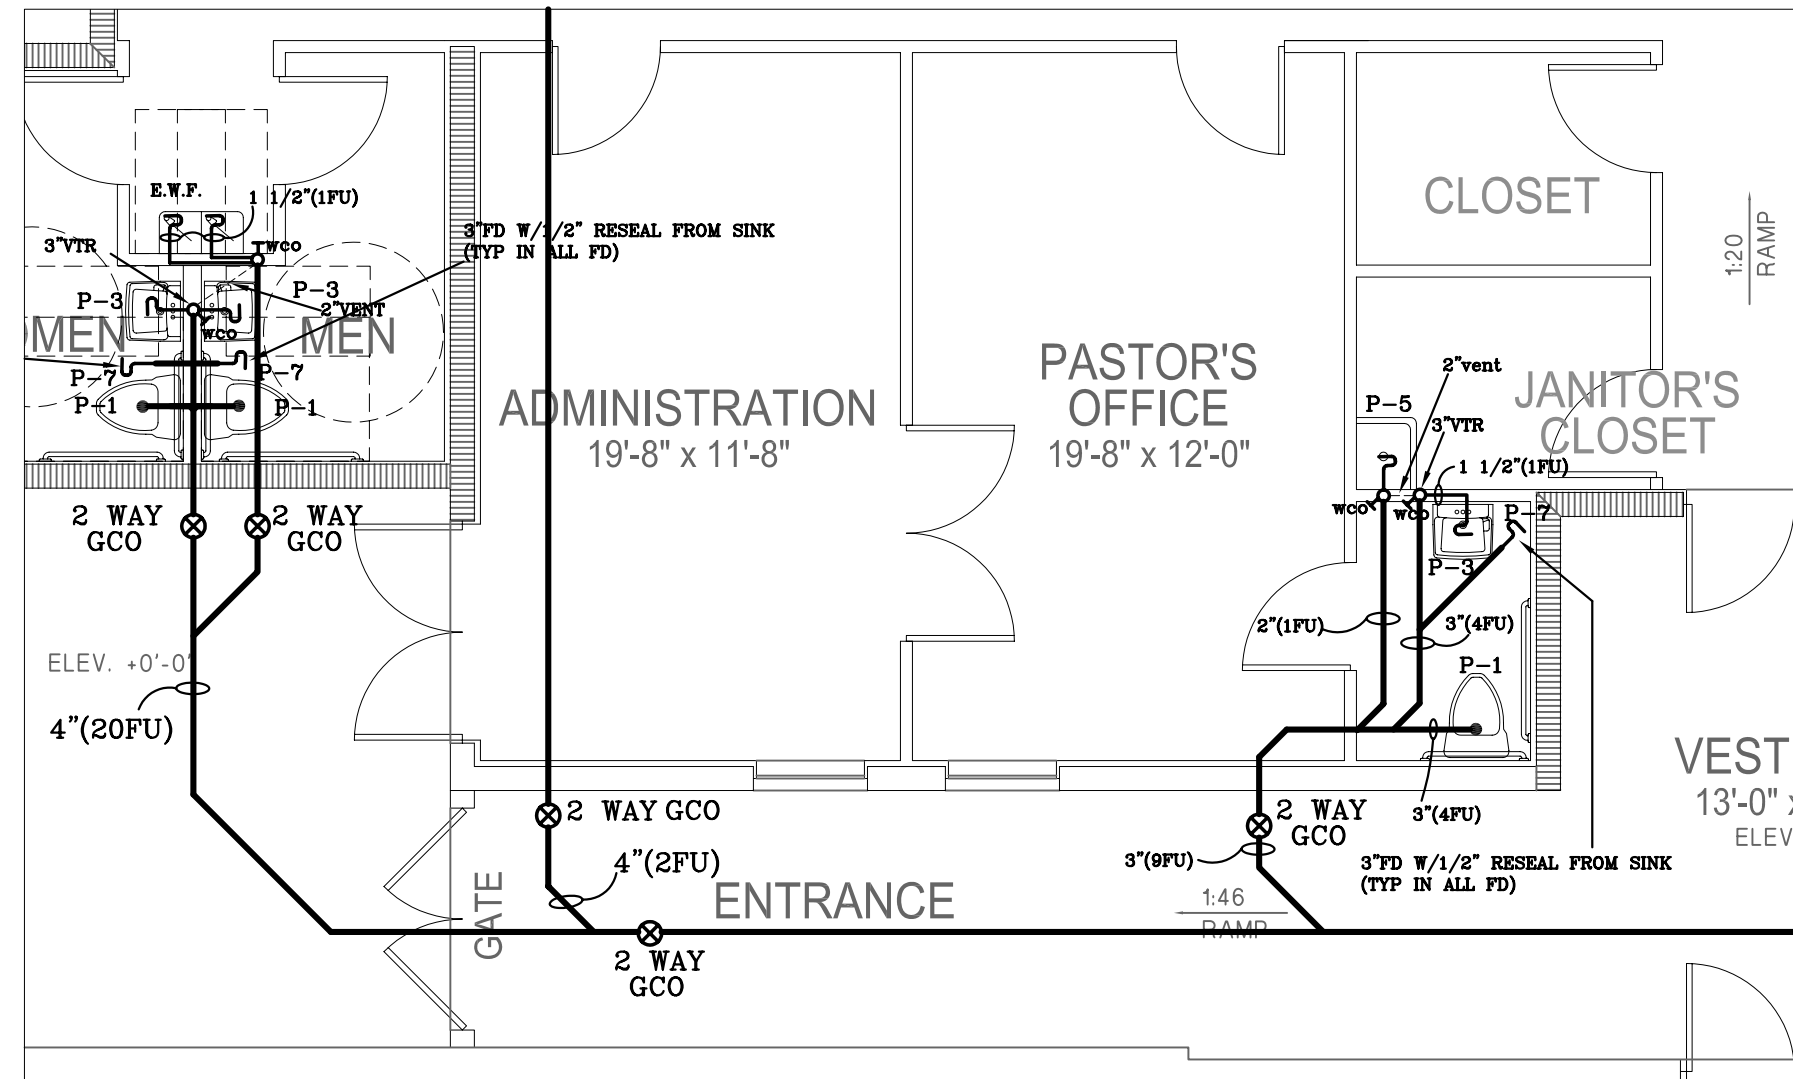 E.W.F.
1 1/2"(1FU)
3"VTR
WCO
3"FD W/1/2" RESEAL FROM SINK
(TYP IN ALL FD)
P-3
P-3
2"VENT
WCO
OMEN
MEN
P-7
P-7
P-1
P-1
2 WAY
GCO
2 WAY
GCO
ELEV. +0'-0"
4"(20FU)
ADMINISTRATION
19'-8" x 11'-8"
PASTOR'S
OFFICE
19'-8" x 12'-0"
CLOSET
1:20
RAMP
JANITOR'S
CLOSET
2"vent
P-5
3"VTR
1 1/2"(1FU)
WCO
WCO
P-7
P-3
2"(1FU)
3"(4FU)
P-1
3"(4FU)
VEST
13'-0" x
ELEV
2 WAY GCO
4"(2FU)
2 WAY
GCO
3"(9FU)
3"FD W/1/2" RESEAL FROM SINK
(TYP IN ALL FD)
GATE
ENTRANCE
1:46
RAMP
2 WAY
GCO